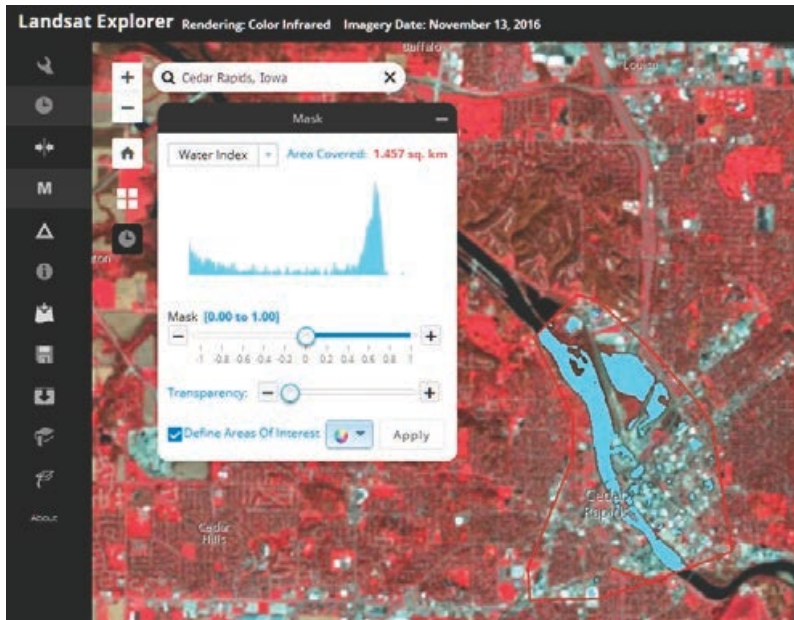 Landsat Explorer Rendering: Color Infrared Imagery Date: November 13, 2016
Buffalo
Louisa
+
Cedar Rapids, Iowa
−
Mask
Water Index Area Covered: 1.457 sq. km
M
ton
Mask [0.00 to 1.00]
-1 -0.8 -0.6 -0.4 -0.2 0 0.2 0.4 0.6 0.8 1
Transparency:
Define Areas Of Interest Apply
Cedar
Rapids
About
Cedar
Hills